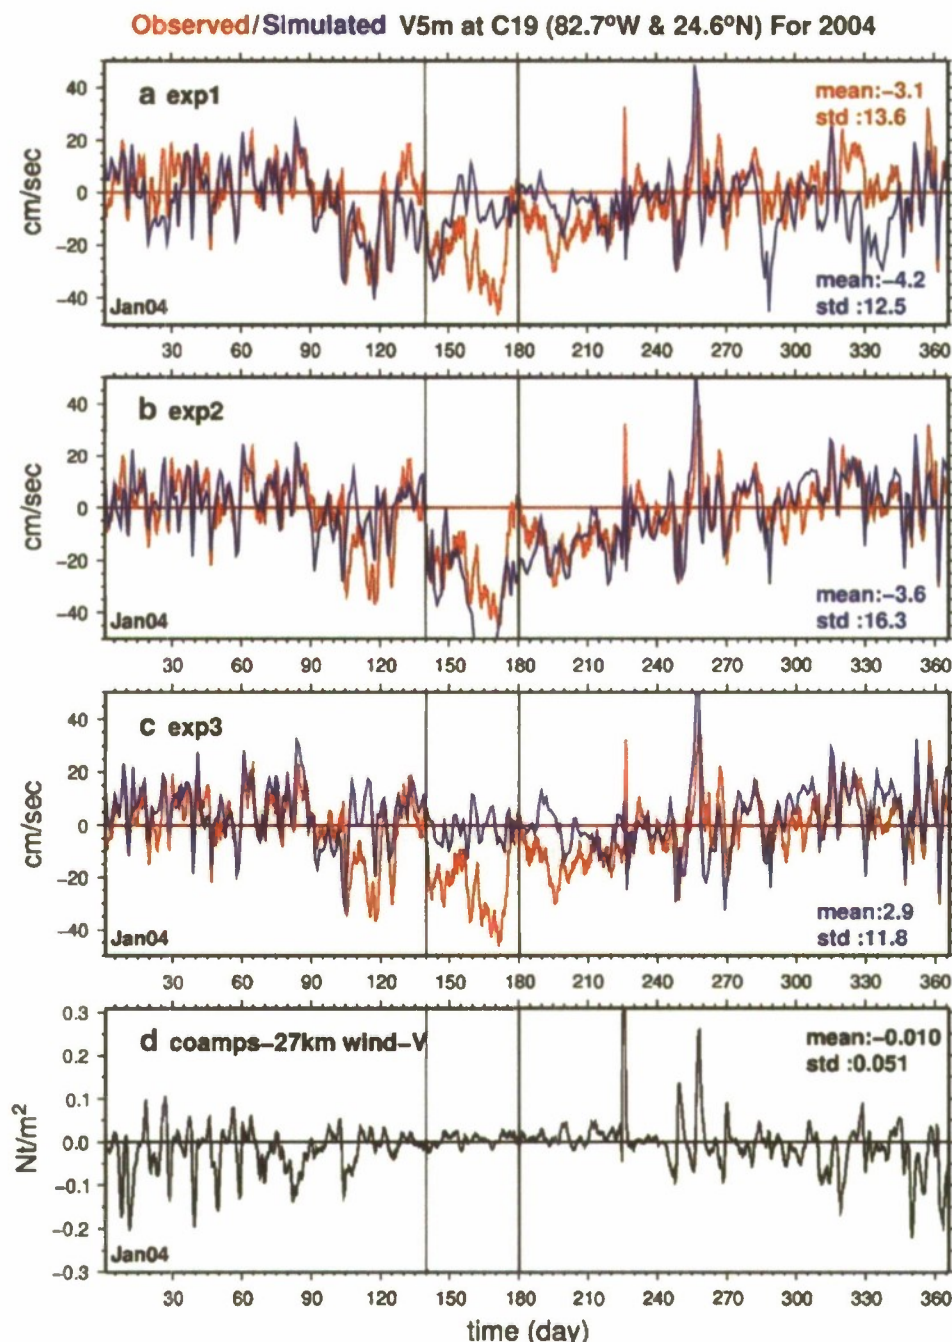 Observed/Simulated V5m at C19 (82.7°W & 24.6°N) For 2004
a exp1
mean:-3.1
std :13.6
40
20
0
-20
-40
cm/sec
mean:-4.2
std :12.5
Jan04
30 60 90 120 150 180 210 240 270 300 330 360
b exp2
40
20
0
-20
-40
cm/sec
mean:-3.6
std :16.3
Jan04
30 60 90 120 150 180 210 240 270 300 330 360
c exp3
40
20
0
-20
-40
cm/sec
mean:2.9
std :11.8
Jan04
30 60 90 120 150 180 210 240 270 300 330 360
d coamps-27km wind-V
mean:-0.010
std :0.051
0.3
0.2
0.1
0.0
-0.1
-0.2
-0.3
Nt/m²
Jan04
30 60 90 120 150 180 210 240 270 300 330 360
time (day)